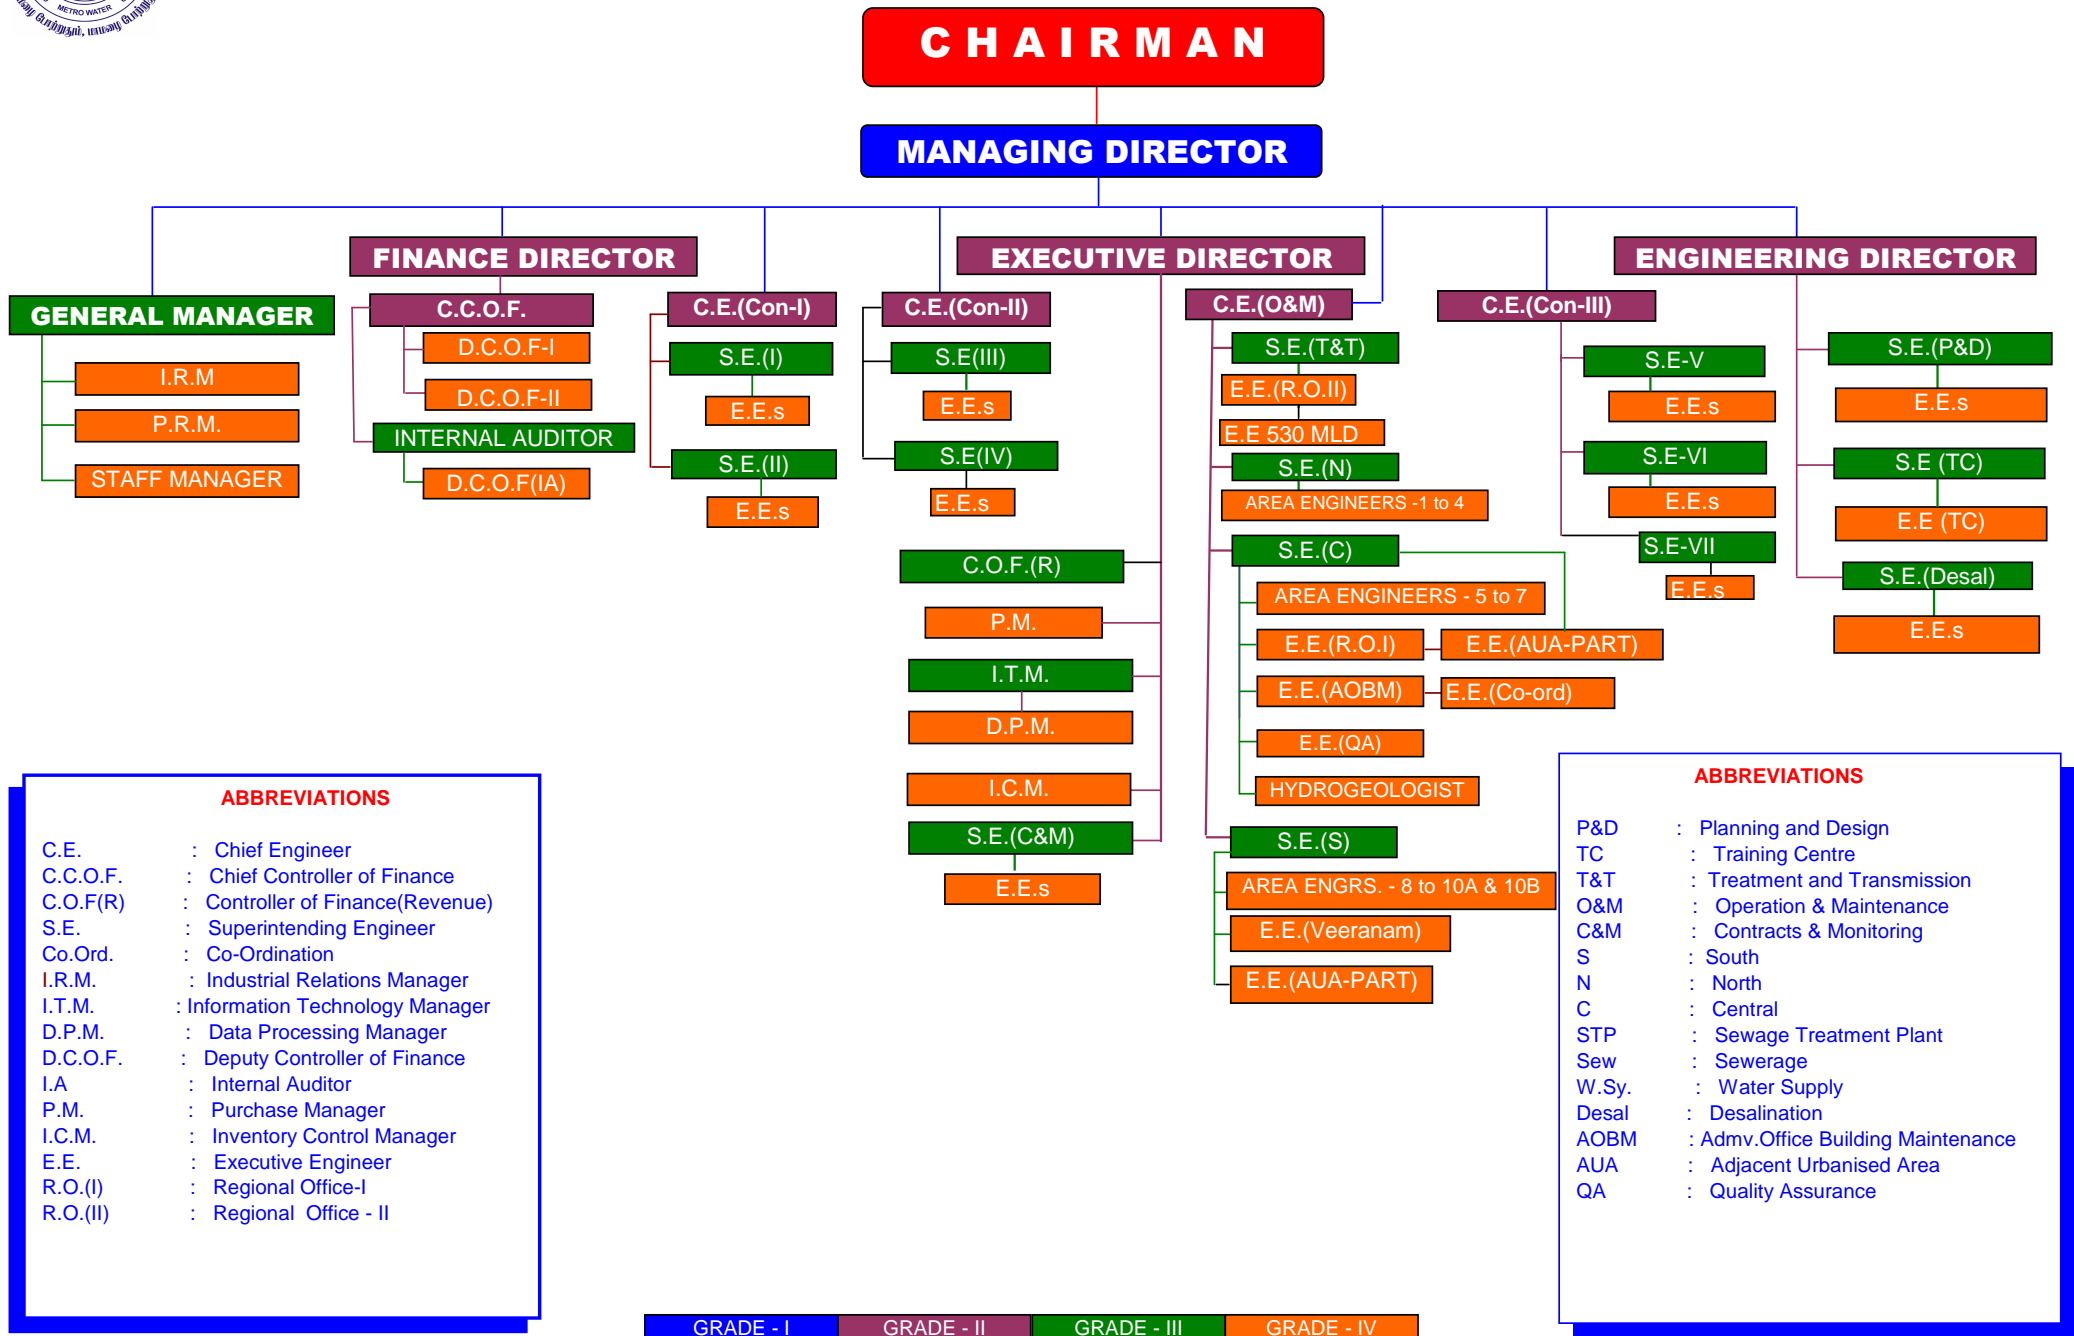 METRO WATER
CHAIRMAN
MANAGING DIRECTOR
FINANCE DIRECTOR
EXECUTIVE DIRECTOR
ENGINEERING DIRECTOR
GENERAL MANAGER
I.R.M
P.R.M.
STAFF MANAGER
C.C.O.F.
D.C.O.F-I
D.C.O.F-II
INTERNAL AUDITOR
D.C.O.F(IA)
C.E.(Con-I)
S.E.(I)
E.E.s
S.E.(II)
E.E.s
C.E.(Con-II)
S.E(III)
E.E.s
S.E(IV)
E.E.s
C.O.F.(R)
P.M.
I.T.M.
D.P.M.
I.C.M.
S.E.(C&M)
E.E.s
C.E.(O&M)
S.E.(T&T)
E.E.(R.O.II)
E.E 530 MLD
S.E.(N)
AREA ENGINEERS -1 to 4
S.E.(C)
AREA ENGINEERS - 5 to 7
E.E.(R.O.I)
E.E.(AUA-PART)
E.E.(AOBM)
E.E.(Co-ord)
E.E.(QA)
HYDROGEOLOGIST
S.E.(S)
AREA ENGRS. - 8 to 10A & 10B
E.E.(Veeranam)
E.E.(AUA-PART)
C.E.(Con-III)
S.E-V
E.E.s
S.E-VI
E.E.s
S.E-VII
E.E.s
S.E.(P&D)
E.E.s
S.E (TC)
E.E (TC)
S.E.(Desal)
E.E.s
ABBREVIATIONS
C.E. : Chief Engineer
C.C.O.F. : Chief Controller of Finance
C.O.F(R) : Controller of Finance(Revenue)
S.E. : Superintending Engineer
Co.Ord. : Co-Ordination
I.R.M. : Industrial Relations Manager
I.T.M. : Information Technology Manager
D.P.M. : Data Processing Manager
D.C.O.F. : Deputy Controller of Finance
I.A : Internal Auditor
P.M. : Purchase Manager
I.C.M. : Inventory Control Manager
E.E. : Executive Engineer
R.O.(I) : Regional Office-I
R.O.(II) : Regional Office - II
ABBREVIATIONS
P&D : Planning and Design
TC : Training Centre
T&T : Treatment and Transmission
O&M : Operation & Maintenance
C&M : Contracts & Monitoring
S : South
N : North
C : Central
STP : Sewage Treatment Plant
Sew : Sewerage
W.Sy. : Water Supply
Desal : Desalination
AOBM : Admv.Office Building Maintenance
AUA : Adjacent Urbanised Area
QA : Quality Assurance
GRADE - I GRADE - II GRADE - III GRADE - IV